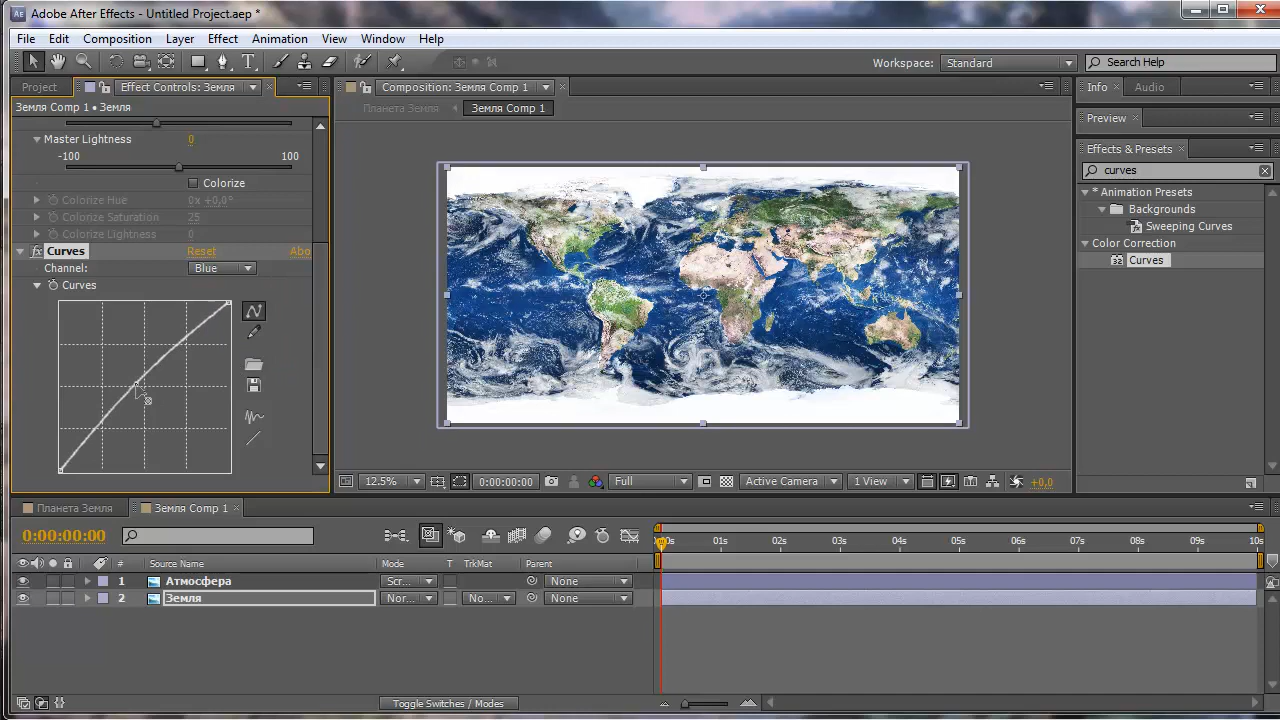 Adobe After Effects - Untitled Project.aep *
File Edit Composition Layer Effect Animation View Window Help
Workspace: Standard Search Help
Project Effect Controls: Земля Composition: Земля Comp 1 Info Audio
Земля Comp 1 • Земля
Планета Земля Земля Comp 1
Preview
Master Lightness 0
-100 100
Effects & Presets
curves
Colorize
Colorize Hue 0x +0,0°
Colorize Saturation 25
Colorize Lightness 0
* Animation Presets
Backgrounds
Sweeping Curves
Color Correction
Curves
Curves Reset Abo
Channel: Blue
Curves
12.5% 0:00:00:00 Full Active Camera 1 View +0,0
Планета Земля Земля Comp 1
0:00:00:00
01s 02s 03s 04s 05s 06s 07s 08s 09s 10s
# Source Name Mode T TrkMat Parent
1 Атмосфера Scr... None
2 Земля Nor... No... None
Toggle Switches / Modes